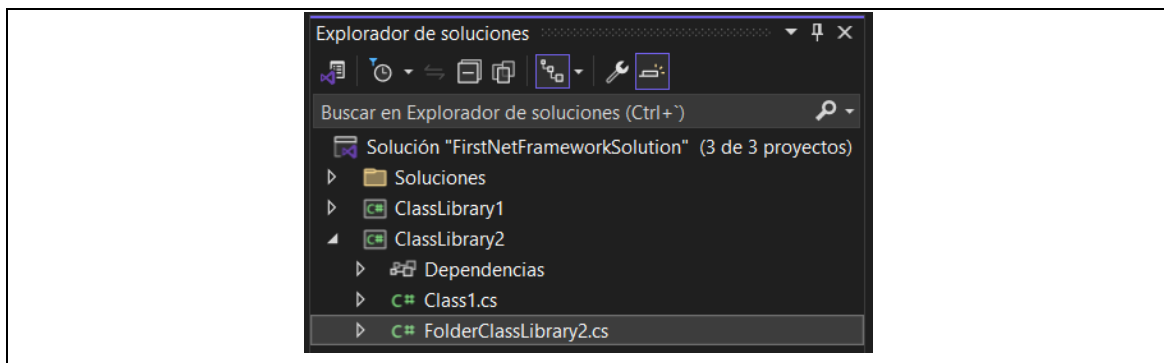 Explorador de soluciones
Buscar en Explorador de soluciones (Ctrl+`)
Solución "FirstNetFrameworkSolution" (3 de 3 proyectos)
Soluciones
C# ClassLibrary1
C# ClassLibrary2
Dependencias
C# Class1.cs
C# FolderClassLibrary2.cs